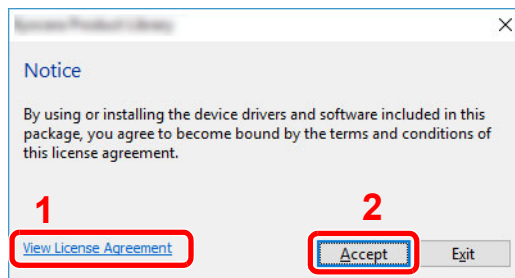 Notice
By using or installing the device drivers and software included in this
package, you agree to become bound by the terms and conditions of
this license agreement.
1
2
View License Agreement
Accept
Exit